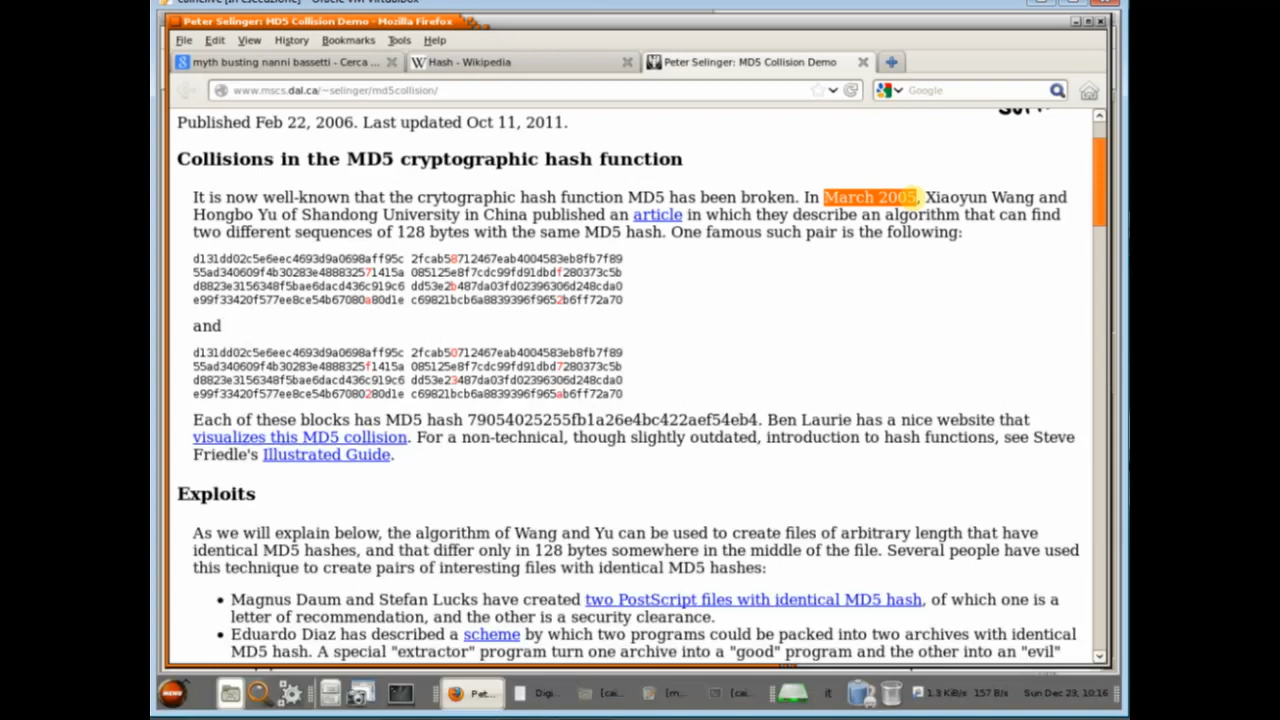 Peter Selinger: MD5 Collision Demo - Mozilla Firefox
File Edit View History Bookmarks Tools Help
myth busting nanni bassetti - Cerca ... Hash - Wikipedia Peter Selinger: MD5 Collision Demo
www.mscs.dal.ca/~selinger/md5collision/ Google
Published Feb 22, 2006. Last updated Oct 11, 2011.
Collisions in the MD5 cryptographic hash function
It is now well-known that the crytographic hash function MD5 has been broken. In March 2005, Xiaoyun Wang and
Hongbo Yu of Shandong University in China published an article in which they describe an algorithm that can find
two different sequences of 128 bytes with the same MD5 hash. One famous such pair is the following:
d131dd02c5e6eec4693d9a0698aff95c 2fcab58712467eab4004583eb8fb7f89
55ad340609f4b30283e488832571415a 085125e8f7cdc99fd91dbdf280373c5b
d8823e3156348f5bae6dacd436c919c6 dd53e2b487da03fd02396306d248cda0
e99f33420f577ee8ce54b67080a80d1e c69821bcb6a8839396f9652b6ff72a70
and
d131dd02c5e6eec4693d9a0698aff95c 2fcab50712467eab4004583eb8fb7f89
55ad340609f4b30283e4888325f1415a 085125e8f7cdc99fd91dbd7280373c5b
d8823e3156348f5bae6dacd436c919c6 dd53e23487da03fd02396306d248cda0
e99f33420f577ee8ce54b67080280d1e c69821bcb6a8839396f965ab6ff72a70
Each of these blocks has MD5 hash 79054025255fb1a26e4bc422aef54eb4. Ben Laurie has a nice website that
visualizes this MD5 collision. For a non-technical, though slightly outdated, introduction to hash functions, see Steve
Friedle's Illustrated Guide.
Exploits
As we will explain below, the algorithm of Wang and Yu can be used to create files of arbitrary length that have
identical MD5 hashes, and that differ only in 128 bytes somewhere in the middle of the file. Several people have used
this technique to create pairs of interesting files with identical MD5 hashes:
• Magnus Daum and Stefan Lucks have created two PostScript files with identical MD5 hash, of which one is a
letter of recommendation, and the other is a security clearance.
• Eduardo Diaz has described a scheme by which two programs could be packed into two archives with identical
MD5 hash. A special "extractor" program turn one archive into a "good" program and the other into an "evil"
MENU Pet... Digi... [cai... [m... [cai... it 1.3 KiB/s 157 B/s Sun Dec 23, 10:16